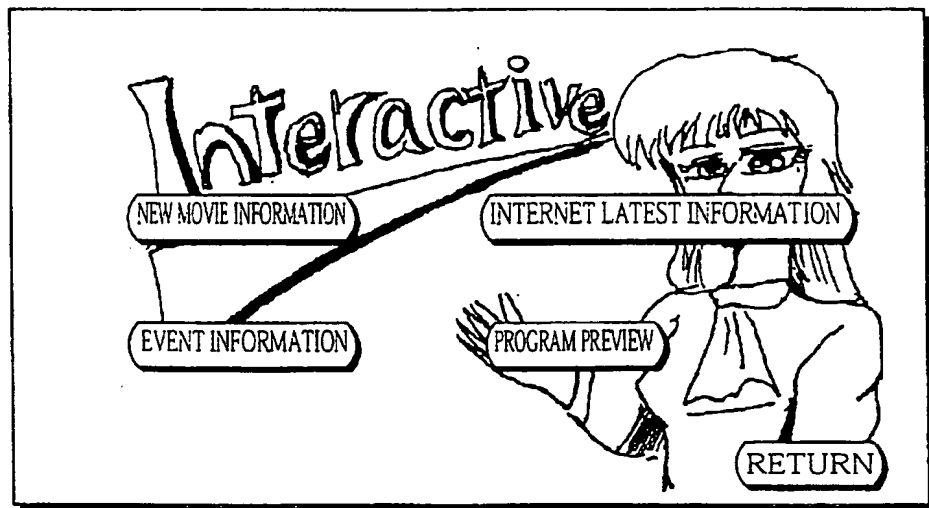 Interactive
NEW MOVIE INFORMATION
INTERNET LATEST INFORMATION
EVENT INFORMATION
PROGRAM PREVIEW
RETURN